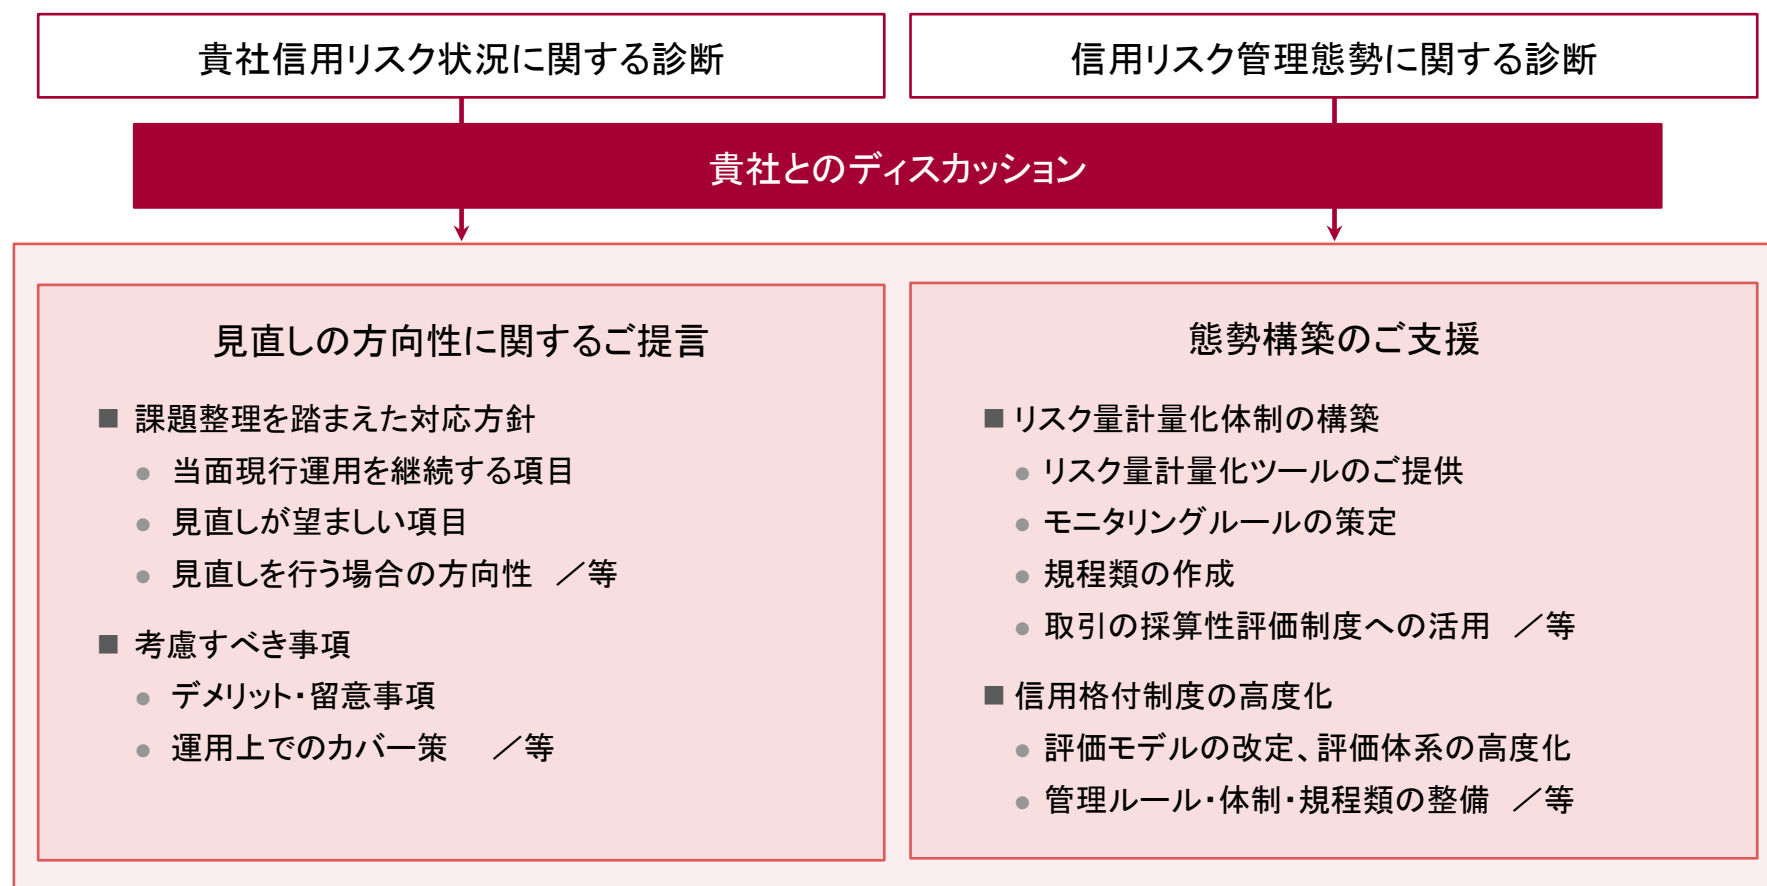 貴社信用リスク状況に関する診断
信用リスク管理態勢に関する診断
貴社とのディスカッション
見直しの方向性に関するご提言
■ 課題整理を踏まえた対応方針
● 当面現行運用を継続する項目
● 見直しが望ましい項目
● 見直しを行う場合の方向性 ／等
■ 考慮すべき事項
● デメリット・留意事項
● 運用上でのカバー策 ／等
態勢構築のご支援
■ リスク量計量化体制の構築
● リスク量計量化ツールのご提供
● モニタリングルールの策定
● 規程類の作成
● 取引の採算性評価制度への活用 ／等
■ 信用格付制度の高度化
● 評価モデルの改定、評価体系の高度化
● 管理ルール・体制・規程類の整備 ／等